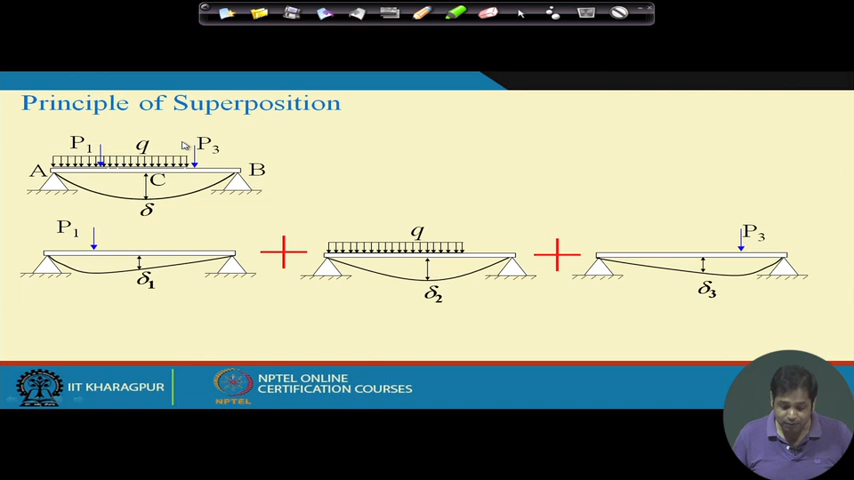 Principle of Superposition
P1 q P3
A C B
δ
P1 q P3
δ1 δ2 δ3
IIT KHARAGPUR
NPTEL
NPTEL ONLINE
CERTIFICATION COURSES